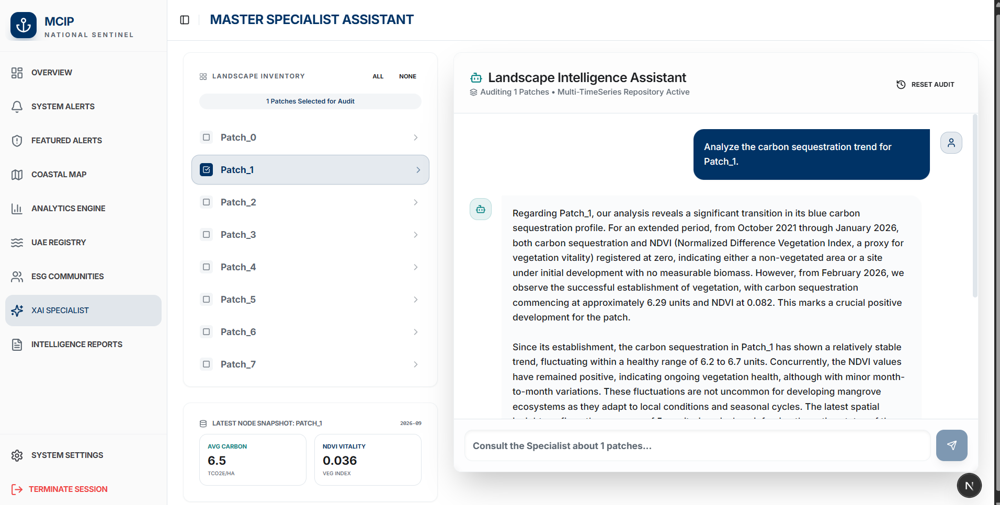 MCIP
NATIONAL SENTINEL
OVERVIEW
SYSTEM ALERTS
FEATURED ALERTS
COASTAL MAP
ANALYTICS ENGINE
UAE REGISTRY
ESG COMMUNITIES
XAI SPECIALIST
INTELLIGENCE REPORTS
SYSTEM SETTINGS
TERMINATE SESSION
MASTER SPECIALIST ASSISTANT
LANDSCAPE INVENTORY
ALL
NONE
1 Patches Selected for Audit
Patch_0
Patch_1
Patch_2
Patch_3
Patch_4
Patch_5
Patch_6
Patch_7
LATEST NODE SNAPSHOT: PATCH_1
2026-09
AVG CARBON
6.5
TCO2E/HA
NDVI VITALITY
0.036
VEG INDEX
Landscape Intelligence Assistant
Auditing 1 Patches • Multi-TimeSeries Repository Active
RESET AUDIT
Analyze the carbon sequestration trend for
Patch_1.
Regarding Patch_1, our analysis reveals a significant transition in its blue carbon
sequestration profile. For an extended period, from October 2021 through January 2026,
both carbon sequestration and NDVI (Normalized Difference Vegetation Index, a proxy for
vegetation vitality) registered at zero, indicating either a non-vegetated area or a site
under initial development with no measurable biomass. However, from February 2026, we
observe the successful establishment of vegetation, with carbon sequestration
commencing at approximately 6.29 units and NDVI at 0.082. This marks a crucial positive
development for the patch.
Since its establishment, the carbon sequestration in Patch_1 has shown a relatively stable
trend, fluctuating within a healthy range of 6.2 to 6.7 units. Concurrently, the NDVI values
have remained positive, indicating ongoing vegetation health, although with minor month-
to-month variations. These fluctuations are not uncommon for developing mangrove
ecosystems as they adapt to local conditions and seasonal cycles. The latest spatial
Consult the Specialist about 1 patches...
N